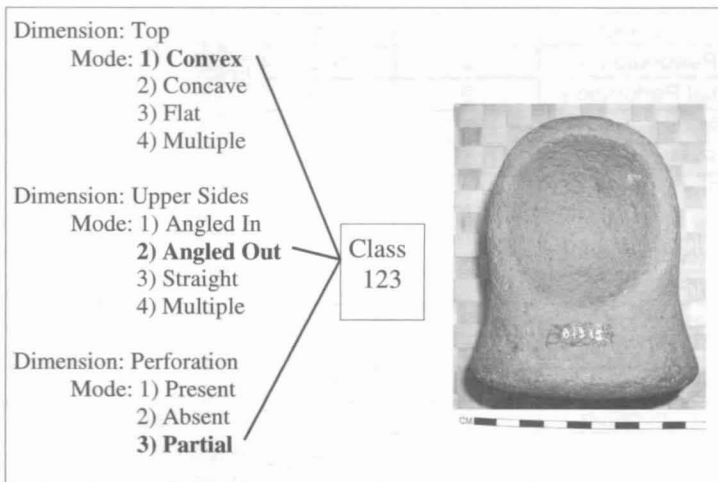 Dimension: Top
Mode: 1) Convex
2) Concave
3) Flat
4) Multiple
Dimension: Upper Sides
Mode: 1) Angled In
2) Angled Out
3) Straight
4) Multiple
Dimension: Perforation
Mode: 1) Present
2) Absent
3) Partial
Class
123
CM